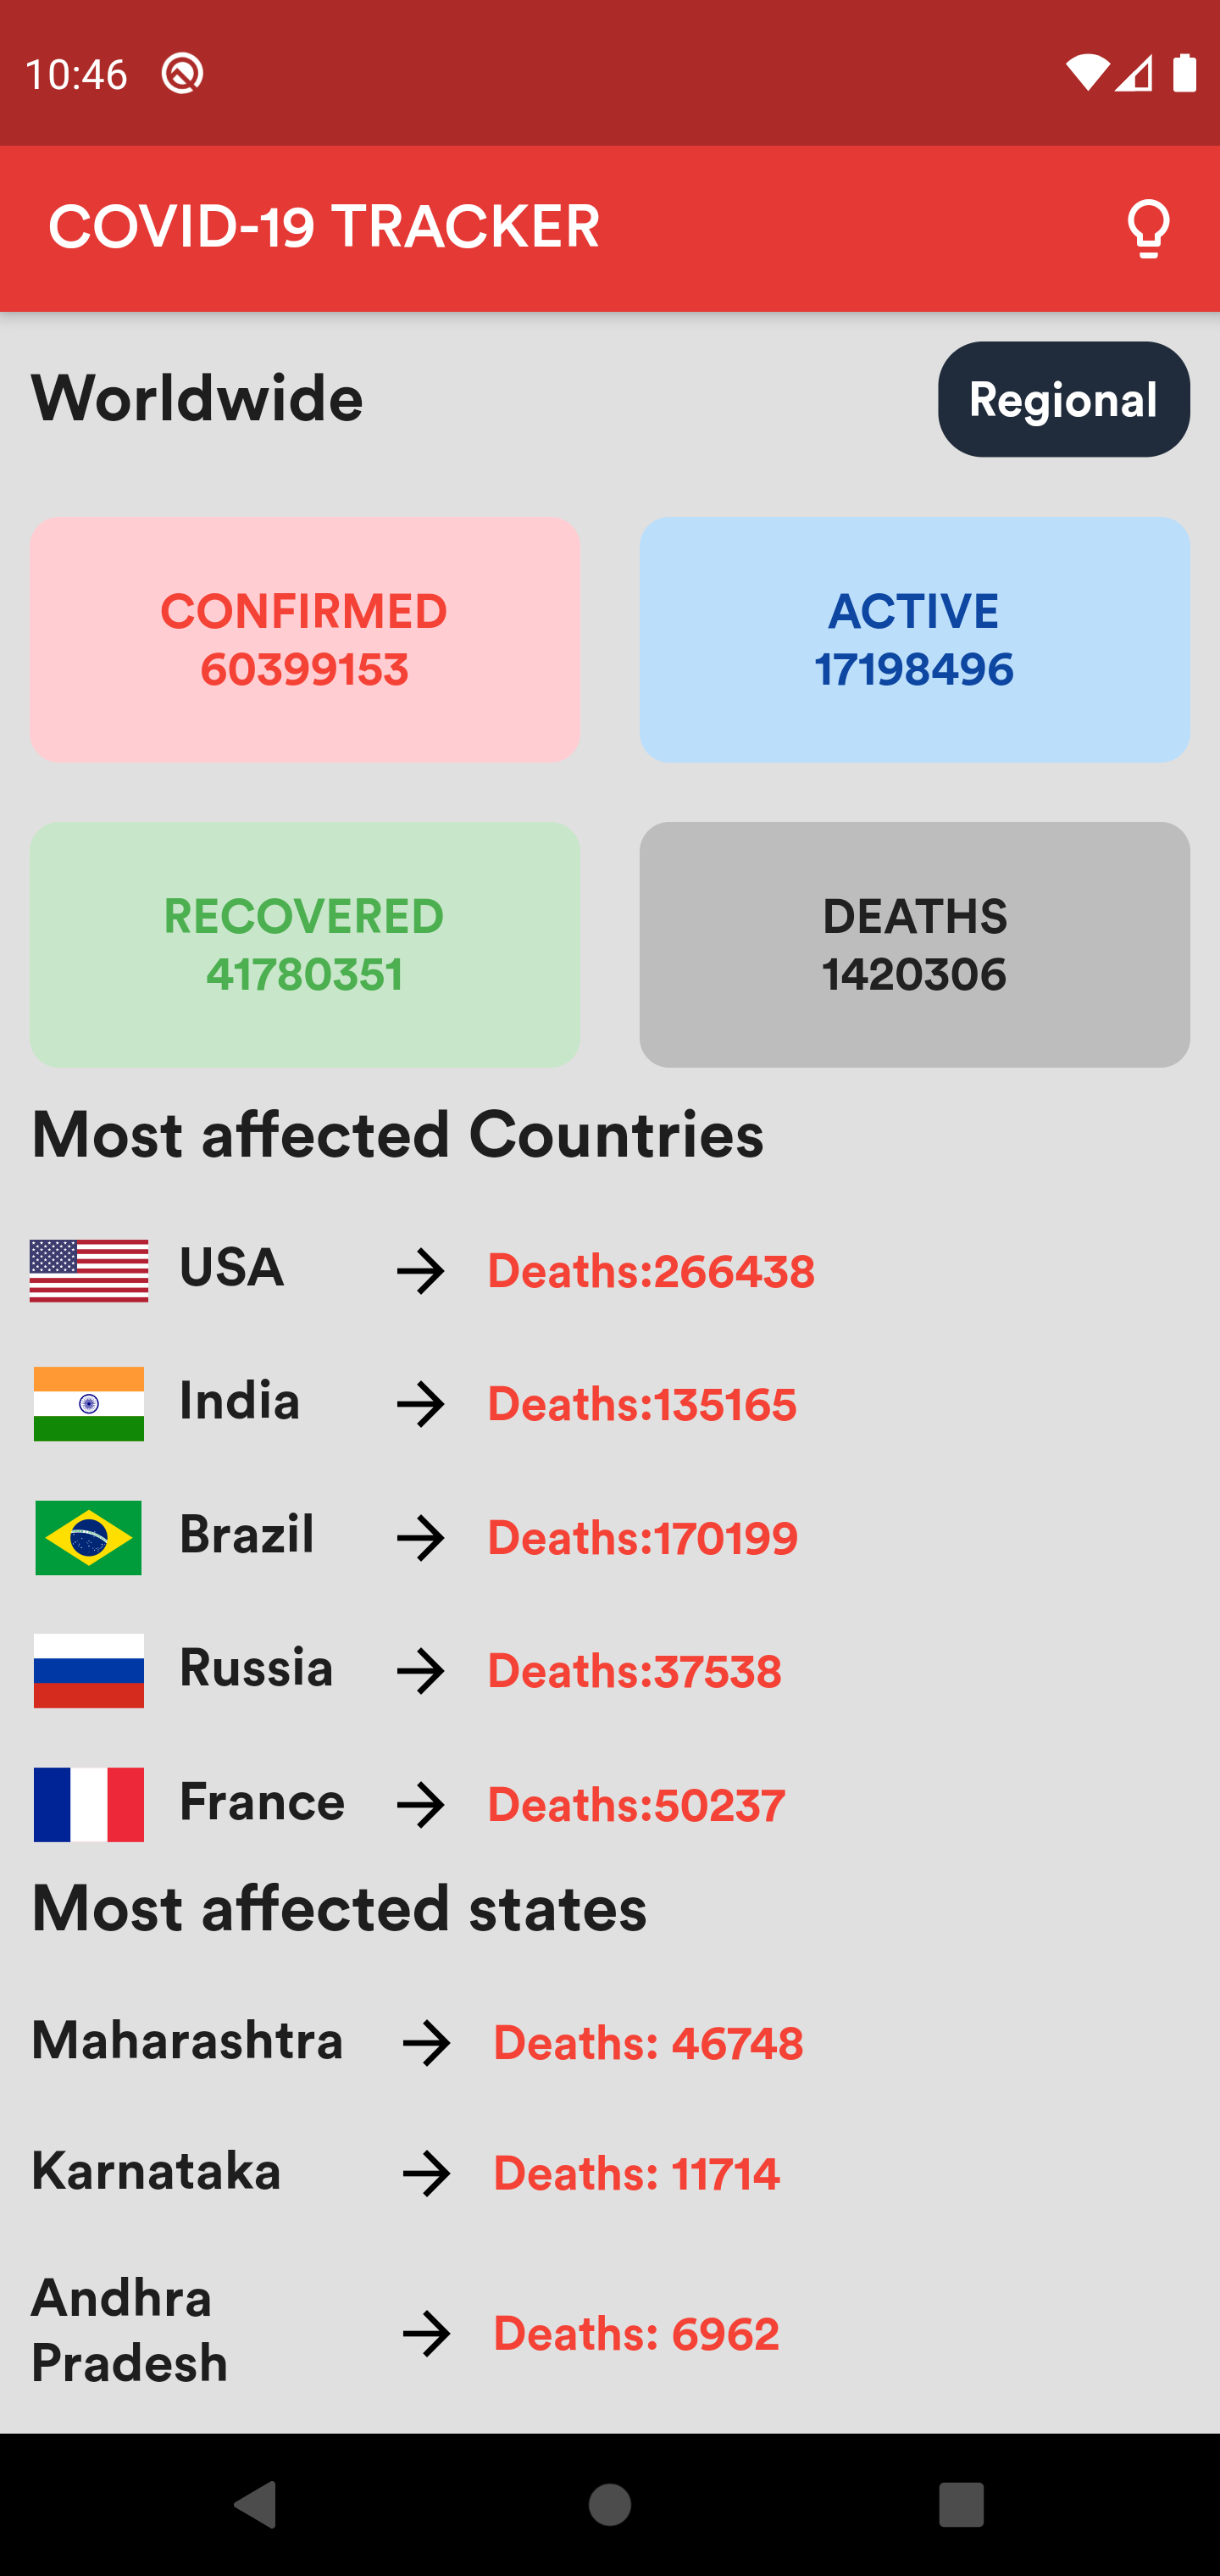 10:46
COVID-19 TRACKER
Worldwide
Regional
CONFIRMED
60399153
ACTIVE
17198496
RECOVERED
41780351
DEATHS
1420306
Most affected Countries
USA Deaths:266438
India Deaths:135165
Brazil Deaths:170199
Russia Deaths:37538
France Deaths:50237
Most affected states
Maharashtra Deaths: 46748
Karnataka Deaths: 11714
Andhra
Pradesh
Deaths: 6962